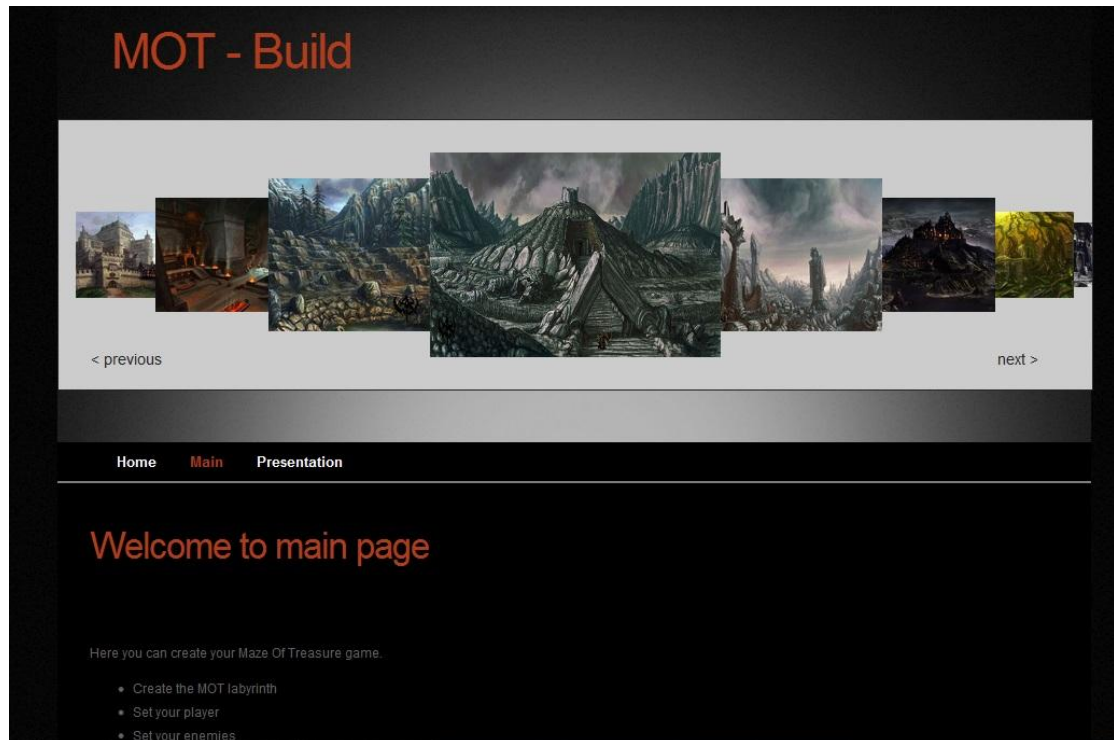 MOT - Build
< previous
next >
Home Main Presentation
Welcome to main page
Here you can create your Maze Of Treasure game.
• Create the MOT labyrinth
• Set your player
• Set your enemies